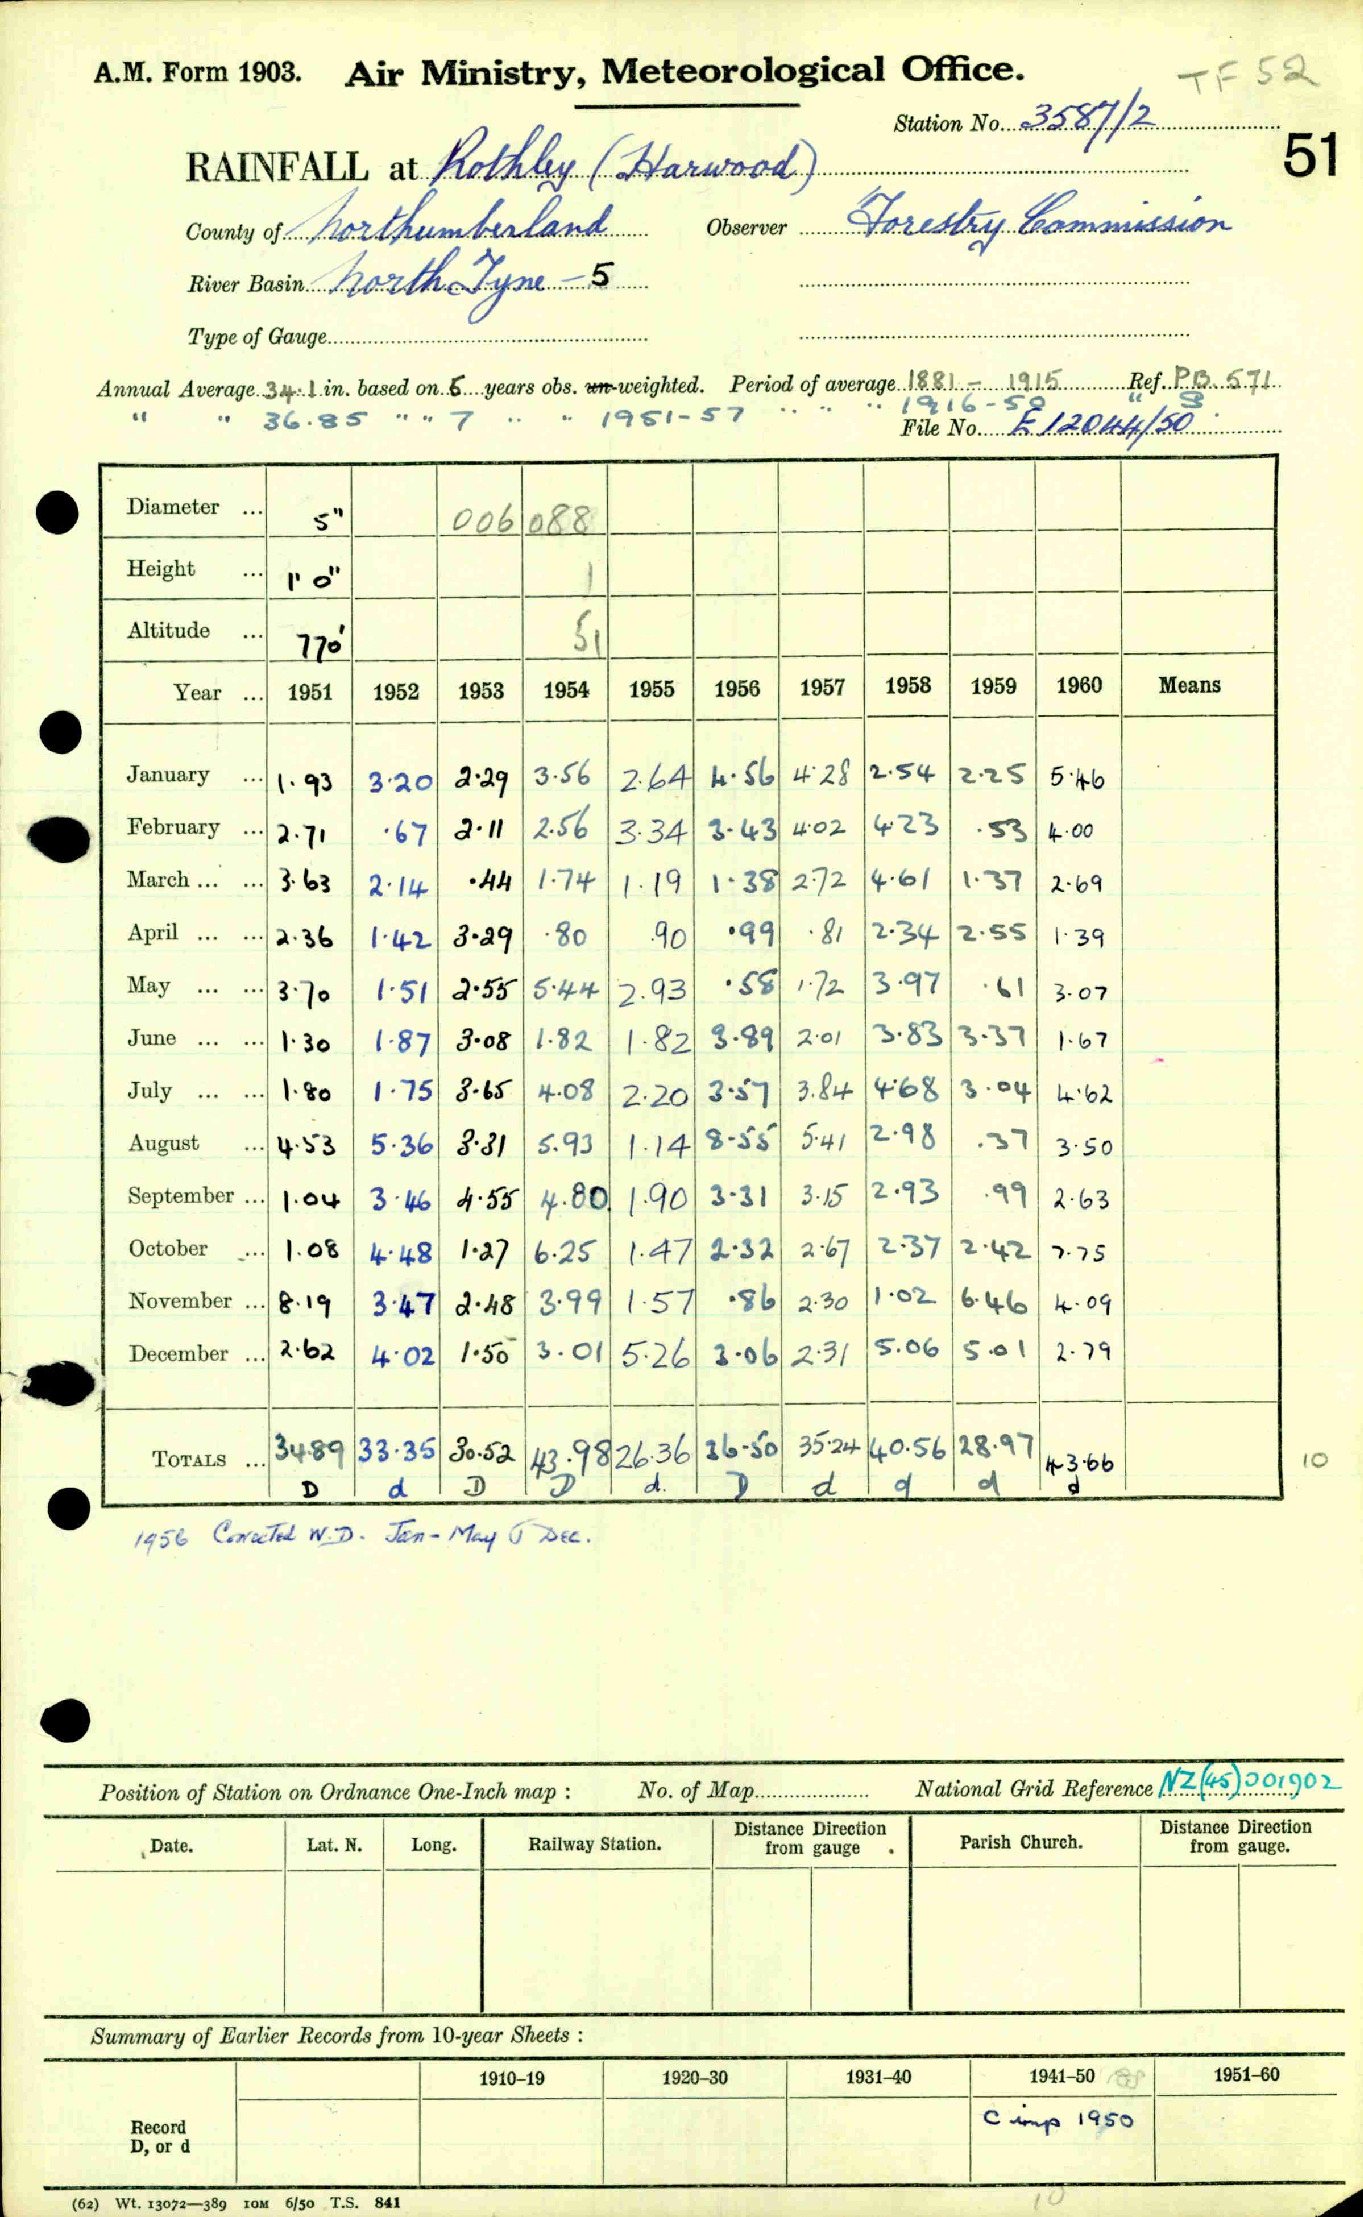 A.M. Form 1903. Air Ministry, Meteorological Office. TF 52
Station No. 3587/2
51
RAINFALL at Rothley (Harwood)
County of Northumberland Observer Forestry Commission
River Basin North Tyne - 5
Type of Gauge
Annual Average 34.1 in. based on 5 years obs. un-weighted. Period of average 1881 - 1915 Ref. PB 571
" " 36.85 " " 7 " " 1951-57 " " " 1916-50 " S
File No. E 12044/50
Diameter ... 5" 006 088
Height ... 1' 0" 1
Altitude ... 770' 51
Year ... 1951 1952 1953 1954 1955 1956 1957 1958 1959 1960 Means
January ... 1.93 3.20 2.29 3.56 2.64 4.56 4.28 2.54 2.25 5.46
February ... 2.71 .67 2.11 2.56 3.34 3.43 4.02 4.23 .53 4.00
March ... ... 3.63 2.14 .44 1.74 1.19 1.38 2.72 4.61 1.37 2.69
April ... ... 2.36 1.42 3.29 .80 .90 .99 .81 2.34 2.55 1.39
May ... ... 3.70 1.51 2.55 5.44 2.93 .58 1.72 3.97 .61 3.07
June ... ... 1.30 1.87 3.08 1.82 1.82 3.89 2.01 3.83 3.37 1.67
July ... ... 1.80 1.75 3.65 4.08 2.20 3.57 3.84 4.68 3.04 4.62
August ... 4.53 5.36 3.31 5.93 1.14 8.55 5.41 2.98 .37 3.50
September ... 1.04 3.46 4.55 4.80 1.90 3.31 3.15 2.93 .99 2.63
October ... 1.08 4.48 1.27 6.25 1.47 2.32 2.67 2.37 2.42 7.75
November ... 8.19 3.47 2.48 3.99 1.57 .86 2.30 1.02 6.46 4.09
December ... 2.62 4.02 1.50 3.01 5.26 3.06 2.31 5.06 5.01 2.79
TOTALS ... 34.89 33.35 30.52 43.98 26.36 36.50 35.24 40.56 28.97 43.66 10
D d D D d. D d d d d
1956 Corrected W.D. Jan - May & Dec.
Position of Station on Ordnance One-Inch map : No. of Map National Grid Reference NZ(45)001902
Date. Lat. N. Long. Railway Station. Distance Direction from gauge . Parish Church. Distance Direction from gauge.
Summary of Earlier Records from 10-year Sheets :
1910-19 1920-30 1931-40 1941-50 1951-60
Record D, or d C imp 1950
(62) Wt. 13072—389 10M 6/50 T.S. 841
10